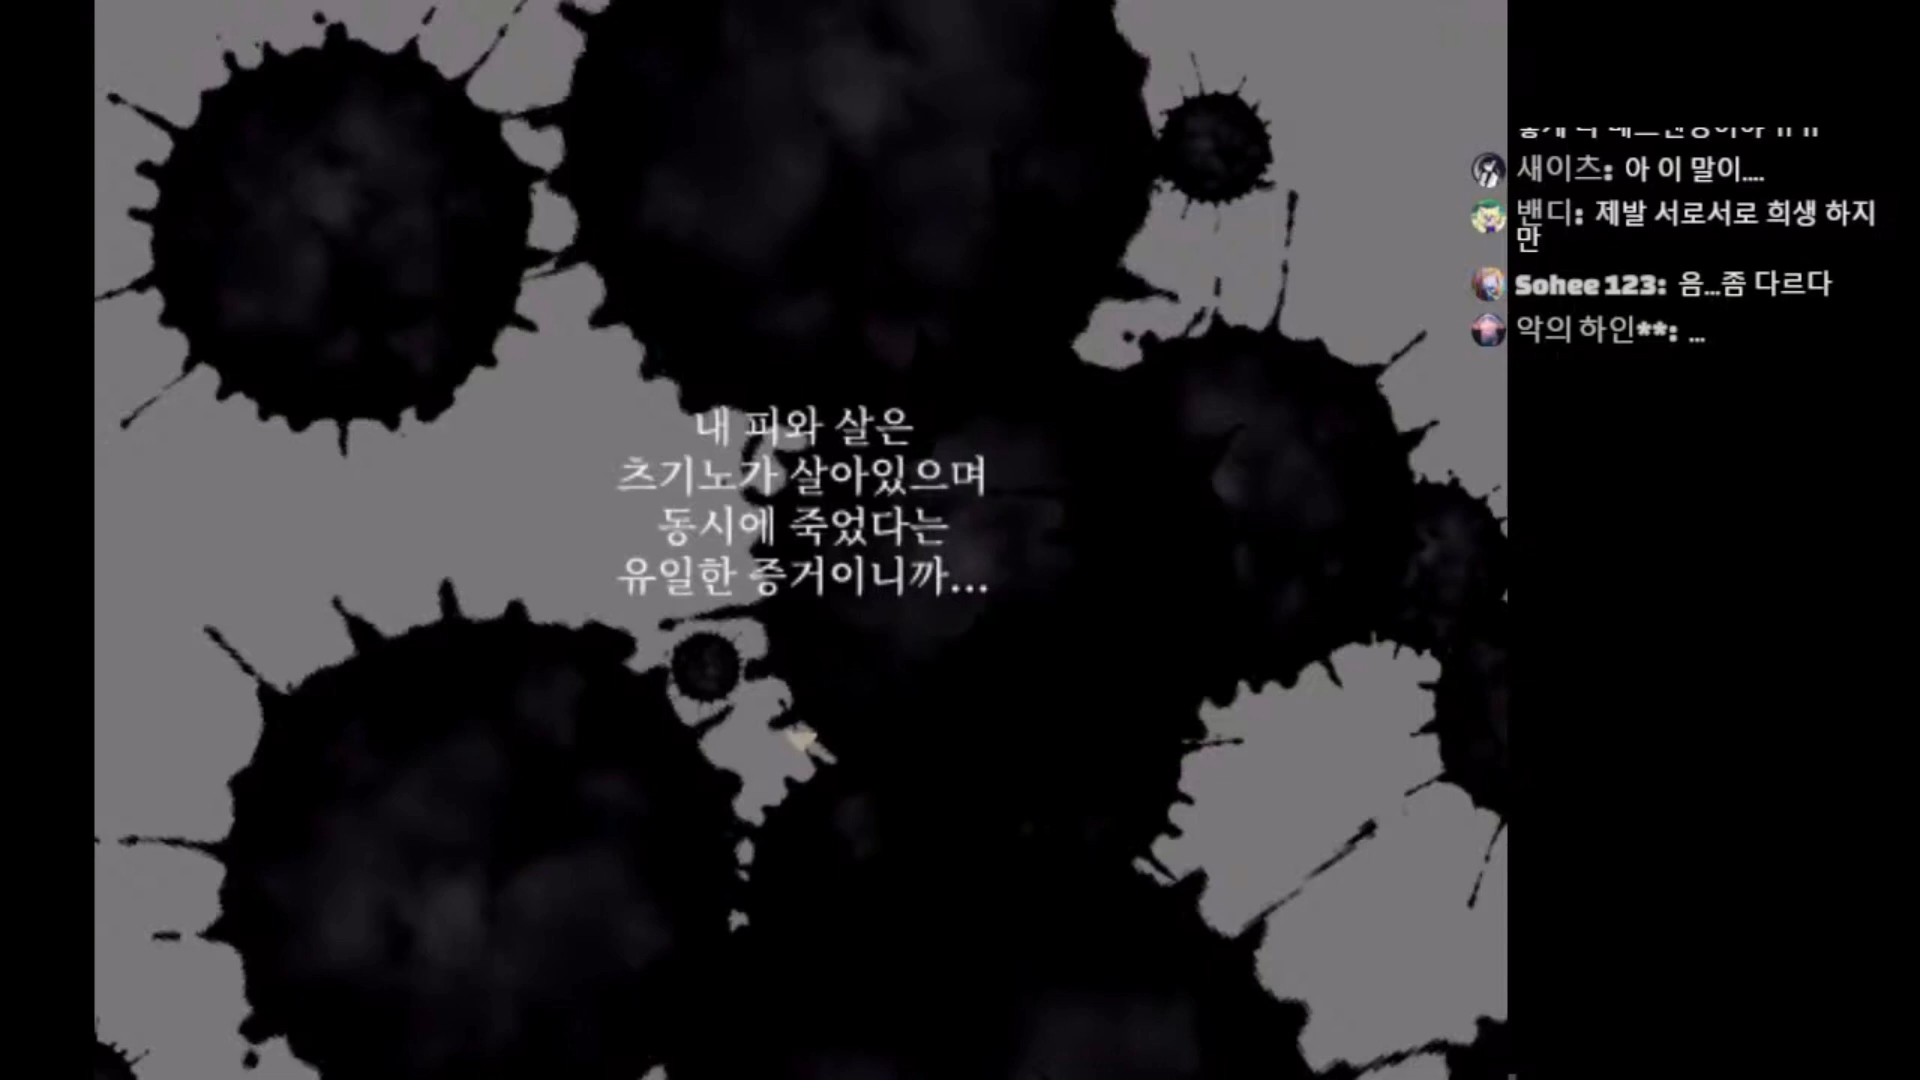 내 피와 살은
츠기노가 살아있으며
동시에 죽었다는
유일한 증거이니까...
새이츠: 아 이 말이....
밴디: 제발 서로서로 희생 하지
만
Sohee 123: 음...좀 다르다
악의 하인**: ...